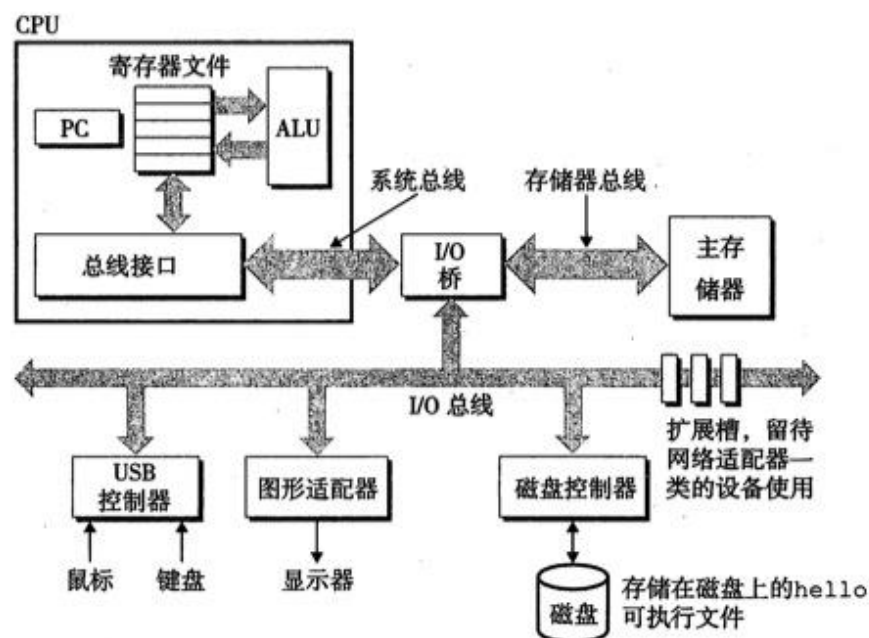 CPU
寄存器文件
PC
ALU
系统总线
存储器总线
总线接口
I/O
桥
主存
储器
I/O 总线
扩展槽，留待
网络适配器一
类的设备使用
USB
控制器
图形适配器
磁盘控制器
鼠标
键盘
显示器
磁盘
存储在磁盘上的hello
可执行文件